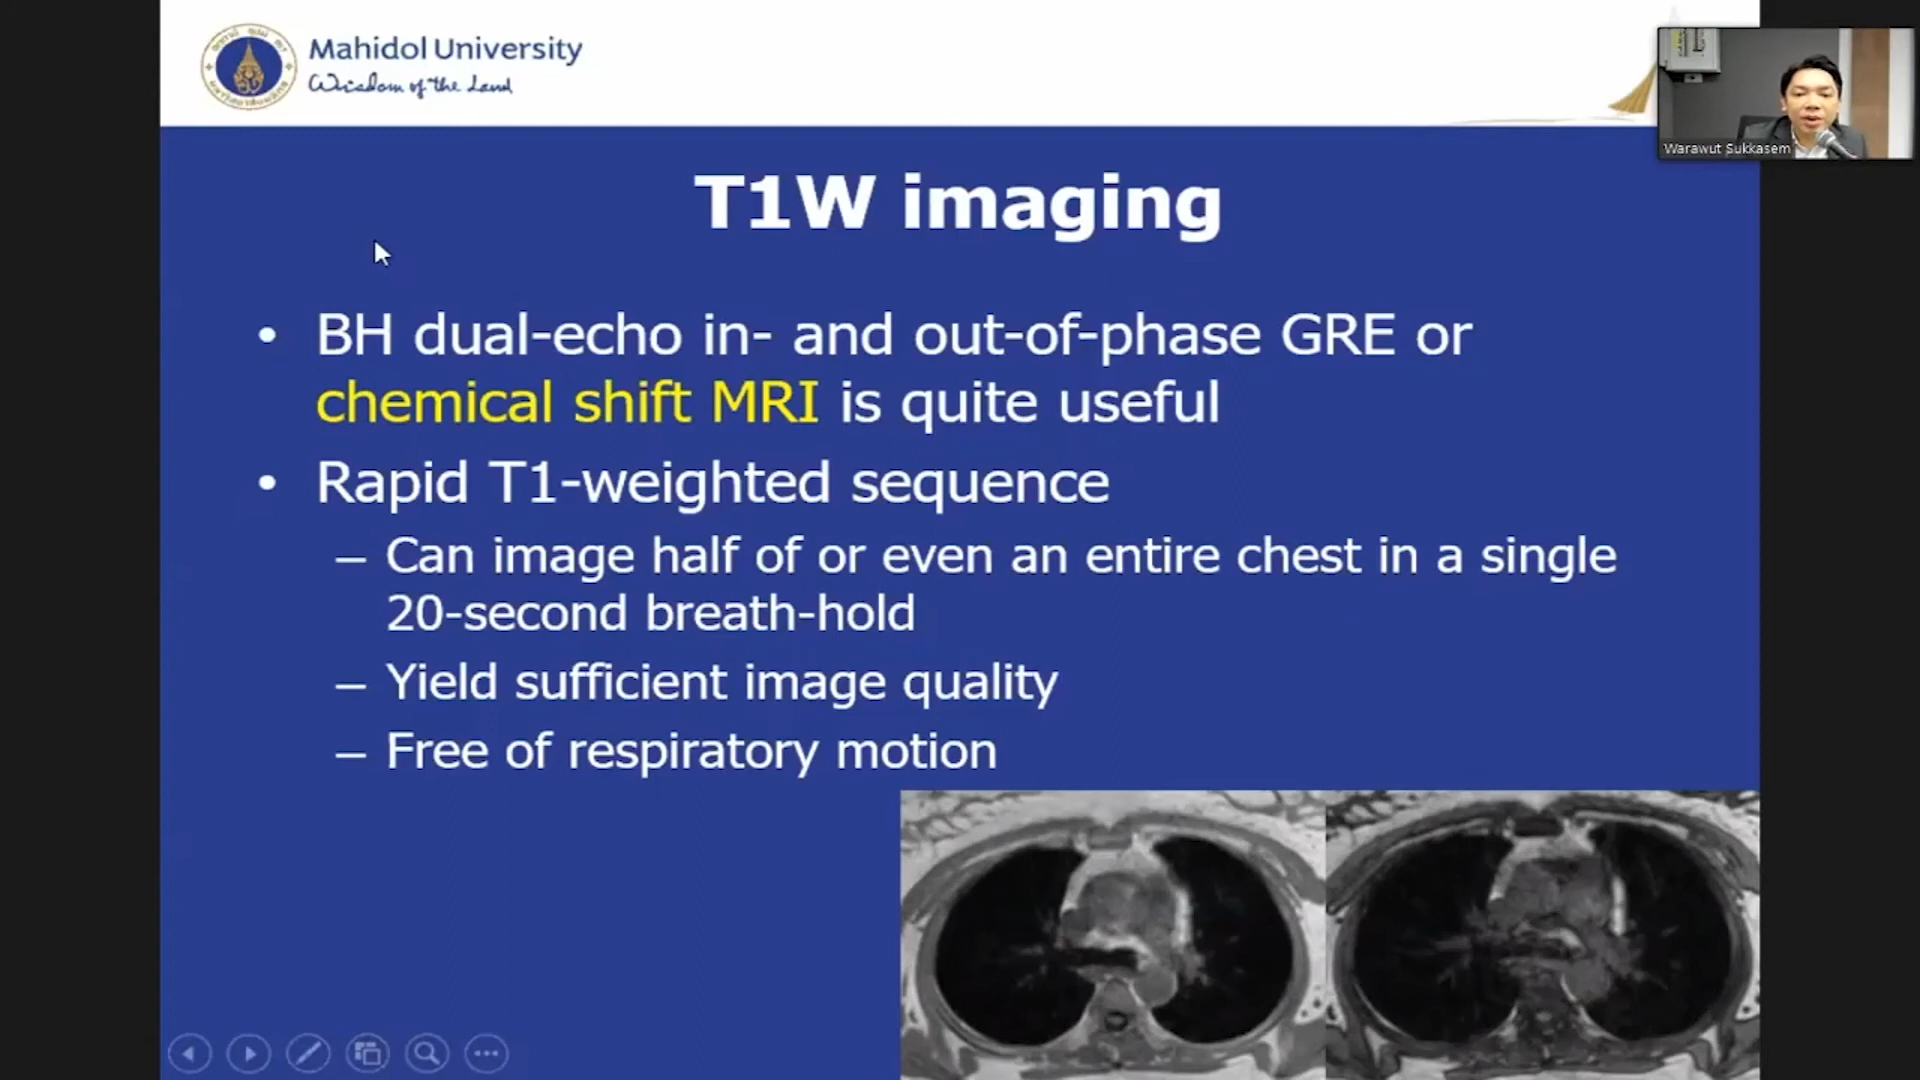 Mahidol University
Wisdom of the Land
Warawut Sukkasem
T1W imaging
• BH dual-echo in- and out-of-phase GRE or
chemical shift MRI is quite useful
• Rapid T1-weighted sequence
– Can image half of or even an entire chest in a single
20-second breath-hold
– Yield sufficient image quality
– Free of respiratory motion